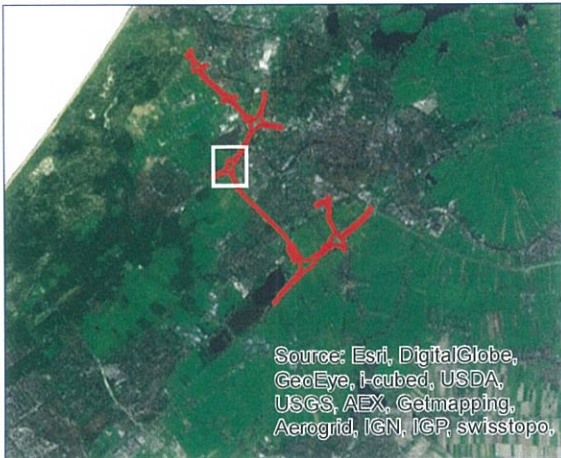 Source: Esri, DigitalGlobe,
GeoEye, i-cubed, USDA,
USGS, AEX, Getmapping,
Aerogrid, IGN, IGP, swisstopo,